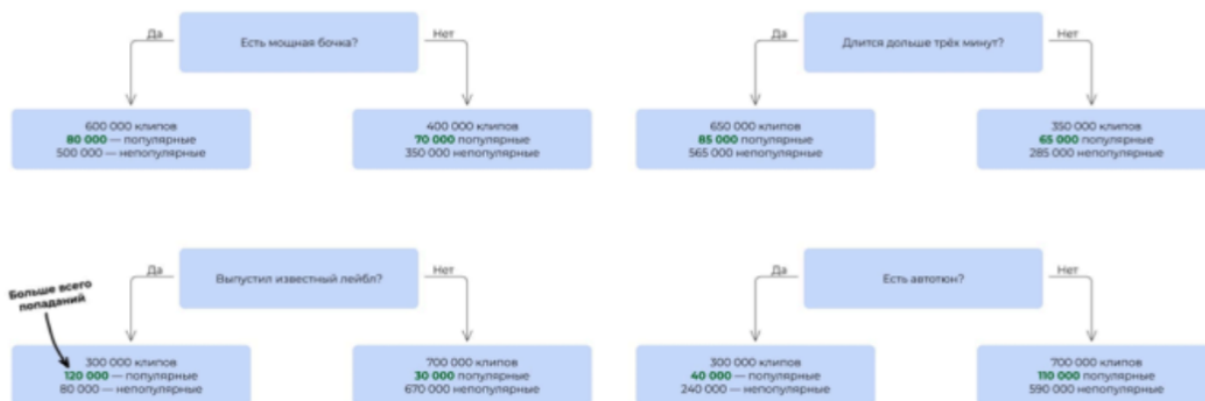 Да
Есть мощная бочка?
Нет
600 000 клипов
80 000 — популярные
500 000 — непопулярные
400 000 клипов
70 000 популярные
350 000 непопулярные
Да
Длится дольше трёх минут?
Нет
650 000 клипов
85 000 популярные
565 000 непопулярные
350 000 клипов
65 000 популярные
285 000 непопулярные
Больше всего
попаданий
Да
Выпустил известный лейбл?
Нет
300 000 клипов
120 000 — популярные
80 000 — непопулярные
700 000 клипов
30 000 популярные
670 000 непопулярные
Да
Есть автотюн?
Нет
300 000 клипов
40 000 — популярные
240 000 — непопулярные
700 000 клипов
110 000 популярные
590 000 непопулярные